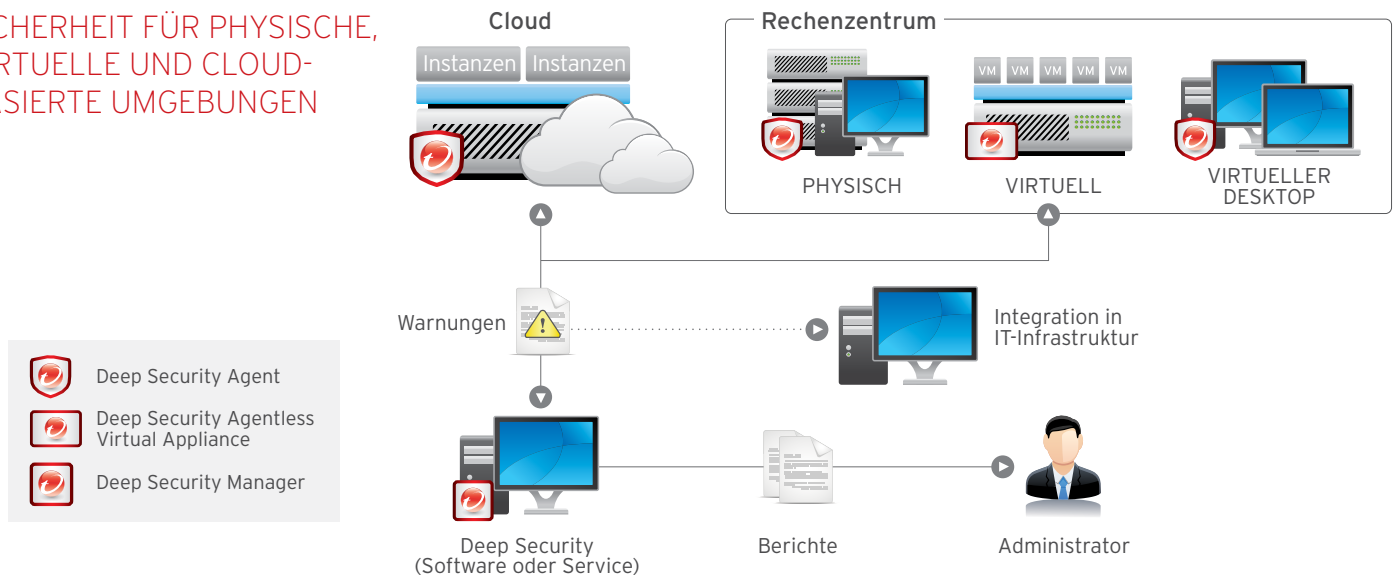 CHERHEIT FÜR PHYSISCHE,
RTUELLE UND CLOUD-
SIERTE UMGEBUNGEN
Cloud
Instanzen Instanzen
Rechenzentrum
VM VM VM VM VM
PHYSISCH
VIRTUELL
VIRTUELLER
DESKTOP
Warnungen
Integration in
IT-Infrastruktur
Deep Security Agent
Deep Security Agentless
Virtual Appliance
Deep Security Manager
Deep Security
(Software oder Service)
Berichte
Administrator